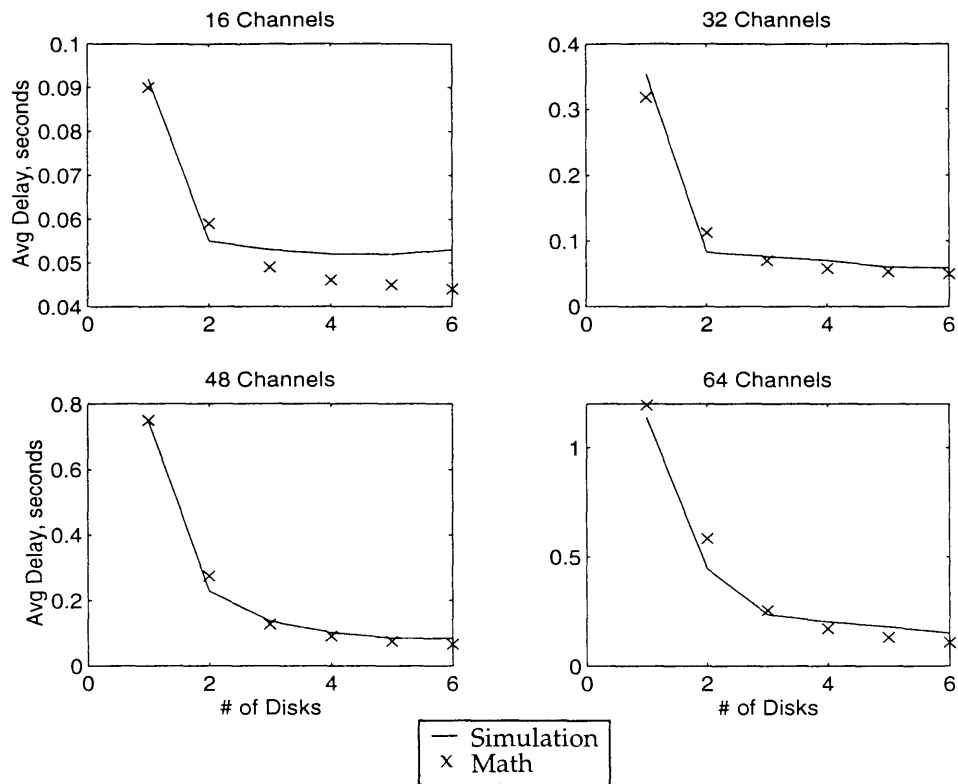 16 Channels
Avg Delay, seconds
0.1
0.09
0.08
0.07
0.06
0.05
0.04
0 2 4 6
32 Channels
0.4
0.3
0.2
0.1
0
0 2 4 6
48 Channels
Avg Delay, seconds
0.8
0.6
0.4
0.2
0
0 2 4 6
# of Disks
64 Channels
1
0.5
0
0 2 4 6
# of Disks
Simulation
Math